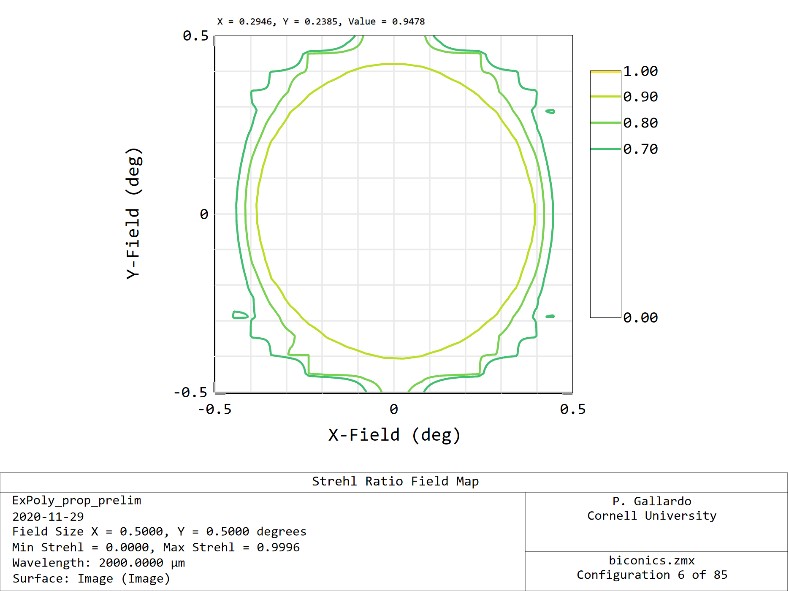 X = 0.2946, Y = 0.2385, Value = 0.9478
0.5
0
-0.5
Y-Field (deg)
-0.5
0
0.5
X-Field (deg)
1.00
0.90
0.80
0.70
0.00
Strehl Ratio Field Map
ExPoly_prop_prelim
2020-11-29
Field Size X = 0.5000, Y = 0.5000 degrees
Min Strehl = 0.0000, Max Strehl = 0.9996
Wavelength: 2000.0000 µm
Surface: Image (Image)
P. Gallardo
Cornell University
biconics.zmx
Configuration 6 of 85